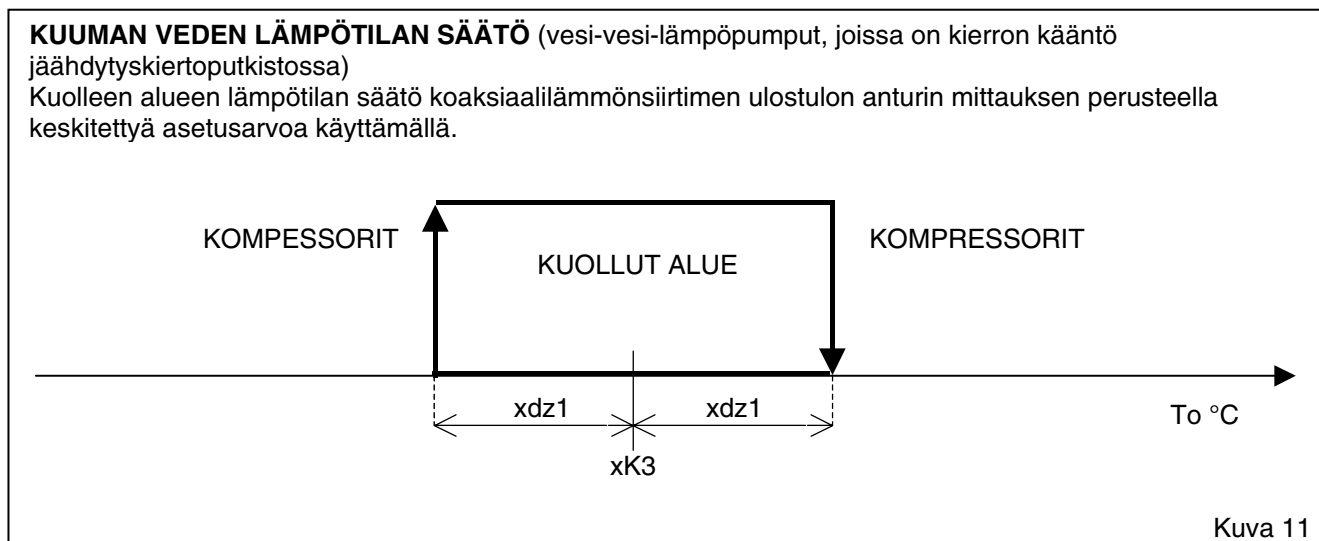 KUUMAN VEDEN LÄMPÖTILAN SÄÄTÖ (vesi-vesi-lämpöpumput, joissa on kierron kääntö
jäähdytyskiertoputkistossa)
Kuolleen alueen lämpötilan säätö koaksiaalilämmönsiirtimen ulostulon anturin mittauksen perusteella
keskitettyä asetusarvoa käyttämällä.
KOMPESSORIT
KOMPRESSORIT
KUOLLUT ALUE
xdz1
xdz1
To °C
xK3
Kuva 11